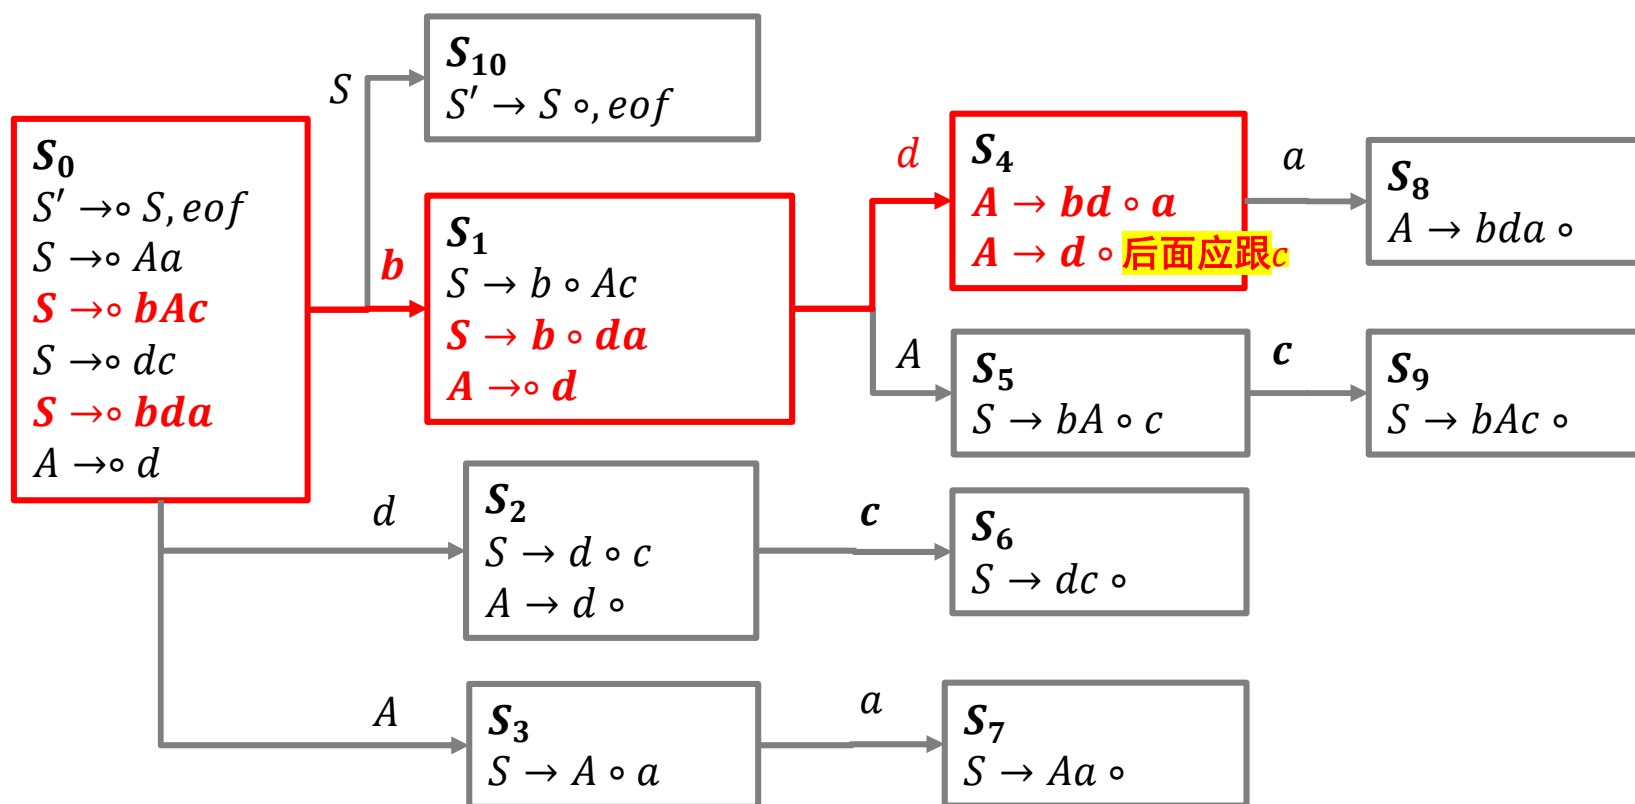 S₁₀
S′ → S ∘, eof
S
S₀
S′ →∘ S, eof
S →∘ Aa
S →∘ bAc
S →∘ dc
S →∘ bda
A →∘ d
b
S₁
S → b ∘ Ac
S → b ∘ da
A →∘ d
d
S₄
A → bd ∘ a
A → d ∘ 后面应跟c
a
S₈
A → bda ∘
A
S₅
S → bA ∘ c
c
S₉
S → bAc ∘
d
S₂
S → d ∘ c
A → d ∘
c
S₆
S → dc ∘
A
S₃
S → A ∘ a
a
S₇
S → Aa ∘